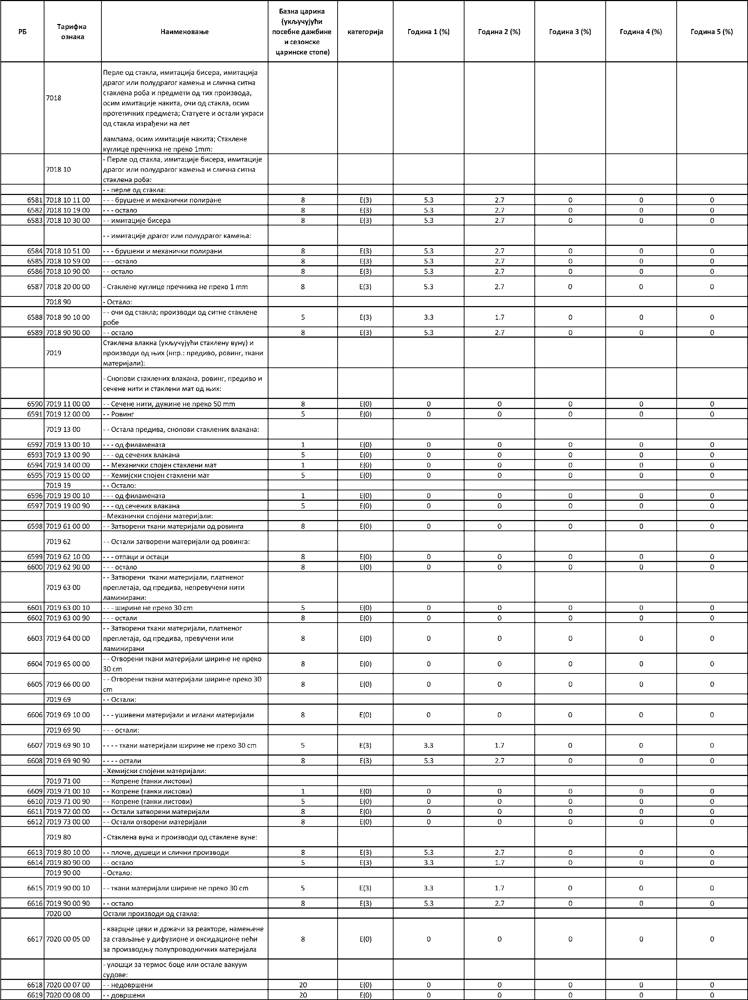 РБ Тарифна ознака Наименовање Базна царина (укључујући посебне дажбине и сезонске царинске стопе) категорија Година 1 (%) Година 2 (%) Година 3 (%) Година 4 (%) Година 5 (%)
7018 Перле од стакла, имитација бисера, имитација
драгог или полудрагог камења и слична ситна
стаклена роба и предмети од тих производа,
осим имитације накита, очи од стакла, осим
протетичких предмета; Статуете и остали украси
од стакла израђени на лет
лампама, осим имитације накита; Стаклене
куглице пречника не преко 1mm:
7018 10 - Перле од стакла, имитације бисера, имитације
драгог или полудрагог камења и слична ситна
стаклена роба:
- - перле од стакла:
6581 7018 10 11 00 - - - брушене и механички полиране 8 E(3) 5.3 2.7 0 0 0
6582 7018 10 19 00 - - - остало 8 E(3) 5.3 2.7 0 0 0
6583 7018 10 30 00 - - имитације бисера 8 E(3) 5.3 2.7 0 0 0
- - имитације драгог или полудрагог камења:
6584 7018 10 51 00 - - - брушени и механички полирани 8 E(3) 5.3 2.7 0 0 0
6585 7018 10 59 00 - - - остало 8 E(3) 5.3 2.7 0 0 0
6586 7018 10 90 00 - - остало 8 E(3) 5.3 2.7 0 0 0
6587 7018 20 00 00 - Стаклене куглице пречника не преко 1 mm 8 E(3) 5.3 2.7 0 0 0
7018 90 - Остало:
6588 7018 90 10 00 - - очи од стакла; производи од ситне стаклене
робе 5 E(3) 3.3 1.7 0 0 0
6589 7018 90 90 00 - - остало 8 E(3) 5.3 2.7 0 0 0
7019 Стаклена влакна (укључујући стаклену вуну) и
производи од њих (нпр.: предиво, ровинг, ткани
материјали):
- Снопови стаклених влакана, ровинг, предиво и
сечене нити и стаклени мат од њих:
6590 7019 11 00 00 - - Сечене нити, дужине не преко 50 mm 8 E(0) 0 0 0 0 0
6591 7019 12 00 00 - - Ровинг 5 E(0) 0 0 0 0 0
7019 13 00 - - Остала предива, снопови стаклених влакана:
6592 7019 13 00 10 - - - од филамената 1 E(0) 0 0 0 0 0
6593 7019 13 00 90 - - - од сечених влакана 5 E(0) 0 0 0 0 0
6594 7019 14 00 00 - - Механички спојен стаклени мат 1 E(0) 0 0 0 0 0
6595 7019 15 00 00 - - Хемијски спојен стаклени мат 5 E(0) 0 0 0 0 0
7019 19 - - Остало:
6596 7019 19 00 10 - - - од филамената 1 E(0) 0 0 0 0 0
6597 7019 19 00 90 - - - од сечених влакана 5 E(0) 0 0 0 0 0
- Механички спојени материјали:
6598 7019 61 00 00 - - Затворени ткани материјали од ровинга 8 E(0) 0 0 0 0 0
7019 62 - - Остали затворени материјали од ровинга:
6599 7019 62 10 00 - - - отпаци и остаци 8 E(0) 0 0 0 0 0
6600 7019 62 90 00 - - - остало 8 E(0) 0 0 0 0 0
7019 63 00 - - Затворени ткани материјали, платненог
преплетаја, од предива, непревучени нити
ламинирани:
6601 7019 63 00 10 - - - ширине не преко 30 cm 5 E(0) 0 0 0 0 0
6602 7019 63 00 90 - - - остали 8 E(0) 0 0 0 0 0
6603 7019 64 00 00 - - Затворени ткани материјали, платненог
преплетаја, од предива, превучени или
ламинирани 8 E(0) 0 0 0 0 0
6604 7019 65 00 00 - - Отворени ткани материјали ширине не преко
30 cm 8 E(0) 0 0 0 0 0
6605 7019 66 00 00 - - Отворени ткани материјали ширине преко 30
cm 8 E(0) 0 0 0 0 0
7019 69 - - Остали:
6606 7019 69 10 00 - - - ушивени материјали и иглани материјали 8 E(0) 0 0 0 0 0
7019 69 90 - - - остали:
6607 7019 69 90 10 - - - - ткани материјали ширине не преко 30 cm 5 E(3) 3.3 1.7 0 0 0
6608 7019 69 90 90 - - - - остали 8 E(3) 5.3 2.7 0 0 0
- Хемијски спојени материјали:
7019 71 00 - - Копрене (танки листови)
6609 7019 71 00 10 - - Копрене (танки листови) 1 E(0) 0 0 0 0 0
6610 7019 71 00 90 - - Копрене (танки листови) 5 E(0) 0 0 0 0 0
6611 7019 72 00 00 - - Остали затворени материјали 8 E(0) 0 0 0 0 0
6612 7019 73 00 00 - - Остали отворени материјали 8 E(0) 0 0 0 0 0
7019 80 - Стаклена вуна и производи од стаклене вуне:
6613 7019 80 10 00 - - плоче, душеци и слични производи 8 E(3) 5.3 2.7 0 0 0
6614 7019 80 90 00 - - остало 5 E(3) 3.3 1.7 0 0 0
7019 90 00 - Остало:
6615 7019 90 00 10 - - ткани материјали ширине не преко 30 cm 5 E(3) 3.3 1.7 0 0 0
6616 7019 90 00 90 - - остало 8 E(3) 5.3 2.7 0 0 0
7020 00 Остали производи од стакла:
6617 7020 00 05 00 - кварцне цеви и држачи за реакторе, намењене
за стављање у дифузионе и оксидационе пећи
за производњу полупроводничких материјала 8 E(0) 0 0 0 0 0
- улошци за термос боце или остале вакуум
судове:
6618 7020 00 07 00 - - недовршени 20 E(0) 0 0 0 0 0
6619 7020 00 08 00 - - довршени 20 E(0) 0 0 0 0 0